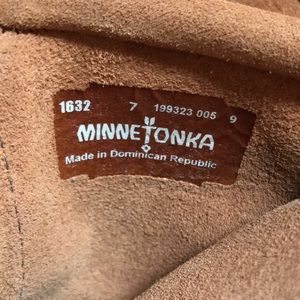 1632 7 199323 005 9
MINNETONKA
Made in Dominican Republic